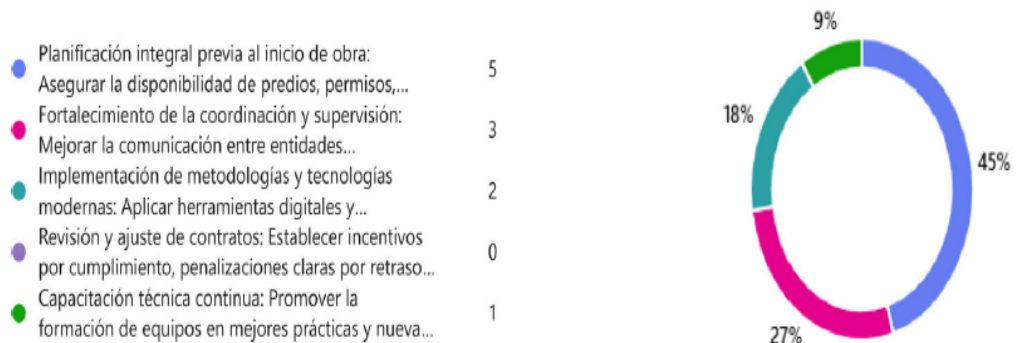 Planificación integral previa al inicio de obra:
Asegurar la disponibilidad de predios, permisos,... 5
Fortalecimiento de la coordinación y supervisión:
Mejorar la comunicación entre entidades... 3
Implementación de metodologías y tecnologías
modernas: Aplicar herramientas digitales y... 2
Revisión y ajuste de contratos: Establecer incentivos
por cumplimiento, penalizaciones claras por retraso... 0
Capacitación técnica continua: Promover la
formación de equipos en mejores prácticas y nueva... 1
9%
18%
45%
27%